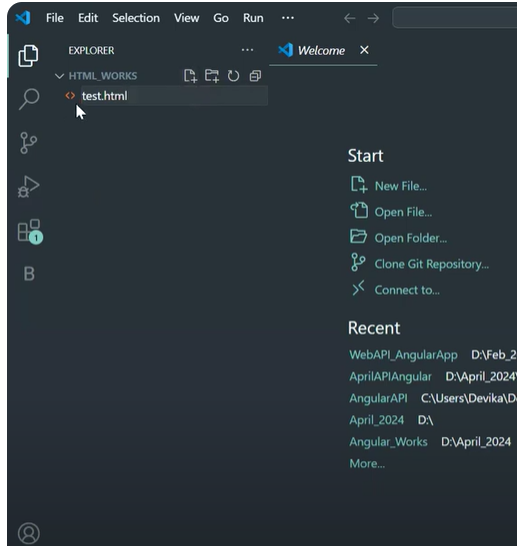 File Edit Selection View Go Run ...
EXPLORER ...
Welcome
HTML_WORKS
test.html
Start
New File...
Open File...
Open Folder...
1
Clone Git Repository...
B
Connect to...
Recent
WebAPI_AngularApp D:\Feb_2
AprilAPIAngular D:\April_2024\
AngularAPI C:\Users\Devika\D
April_2024 D:\
Angular_Works D:\April_2024
More...